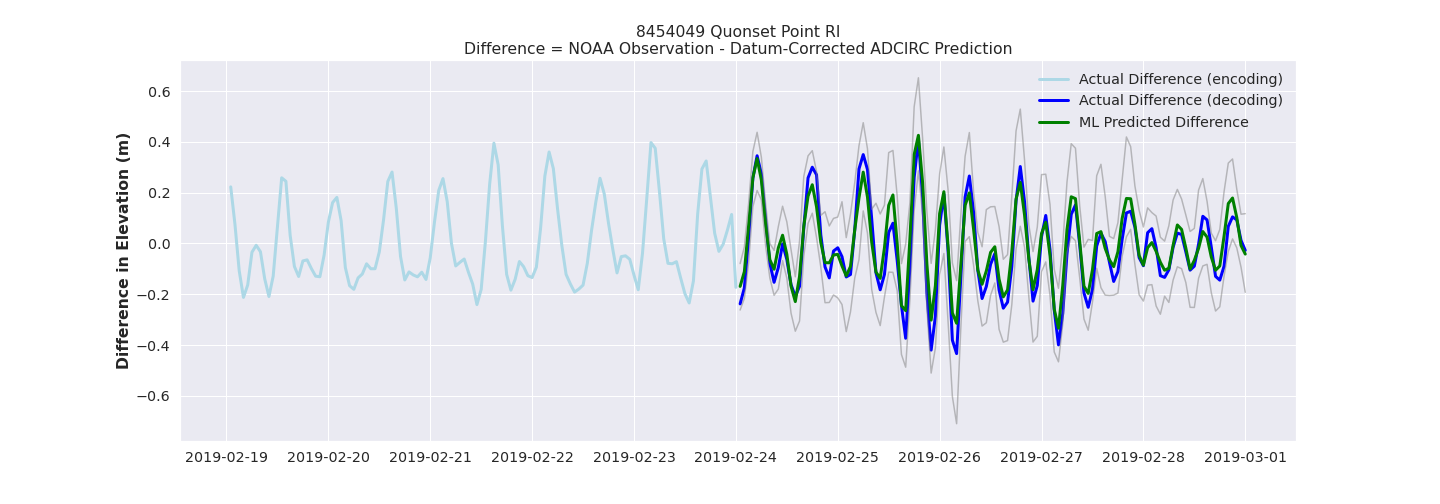 8454049 Quonset Point RI
Difference = NOAA Observation - Datum-Corrected ADCIRC Prediction
Actual Difference (encoding)
Actual Difference (decoding)
ML Predicted Difference
Difference in Elevation (m)
0.6
0.4
0.2
0.0
−0.2
−0.4
−0.6
2019-02-19 2019-02-20 2019-02-21 2019-02-22 2019-02-23 2019-02-24 2019-02-25 2019-02-26 2019-02-27 2019-02-28 2019-03-01